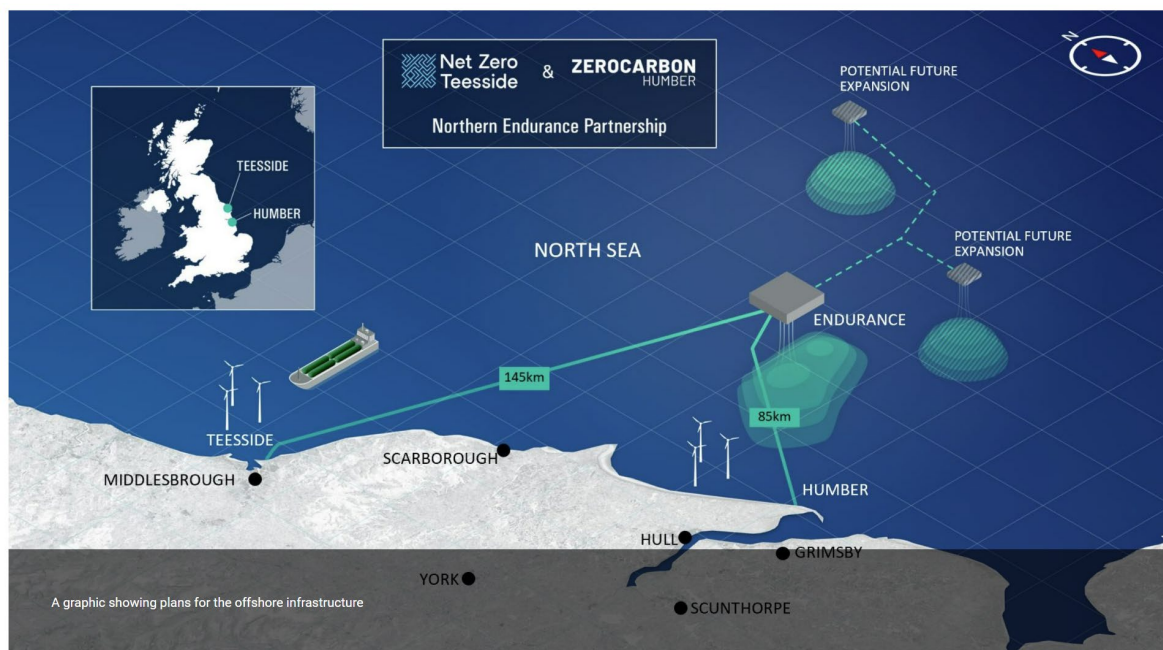 Net Zero
Teesside
&
ZEROCARBON
HUMBER
Northern Endurance Partnership
N
POTENTIAL FUTURE
EXPANSION
TEESSIDE
HUMBER
NORTH SEA
POTENTIAL FUTURE
EXPANSION
ENDURANCE
145km
85km
TEESSIDE
SCARBOROUGH
MIDDLESBROUGH
HUMBER
HULL
GRIMSBY
YORK
SCUNTHORPE
A graphic showing plans for the offshore infrastructure